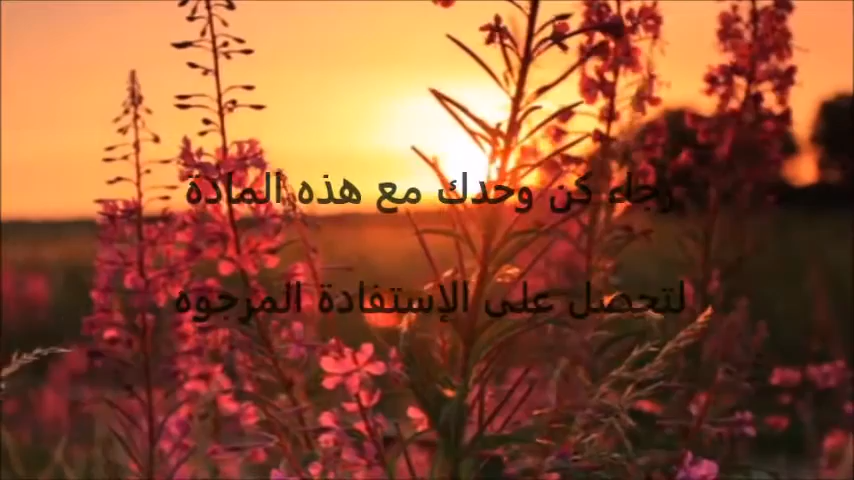 رجاء كن وحدك مع هذه المادة
لتحصل على الإستفادة المرجوه